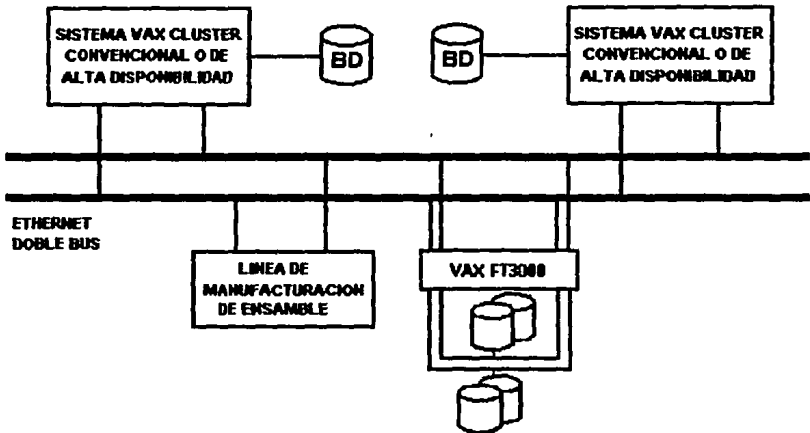 SISTEMA VAX CLUSTER
CONVENCIONAL O DE
ALTA DISPONIBILIDAD
BD
BD
SISTEMA VAX CLUSTER
CONVENCIONAL O DE
ALTA DISPONIBILIDAD
ETHERNET
DOBLE BUS
LINEA DE
MANUFACTURACION
DE ENSAMBLE
VAX FT3000